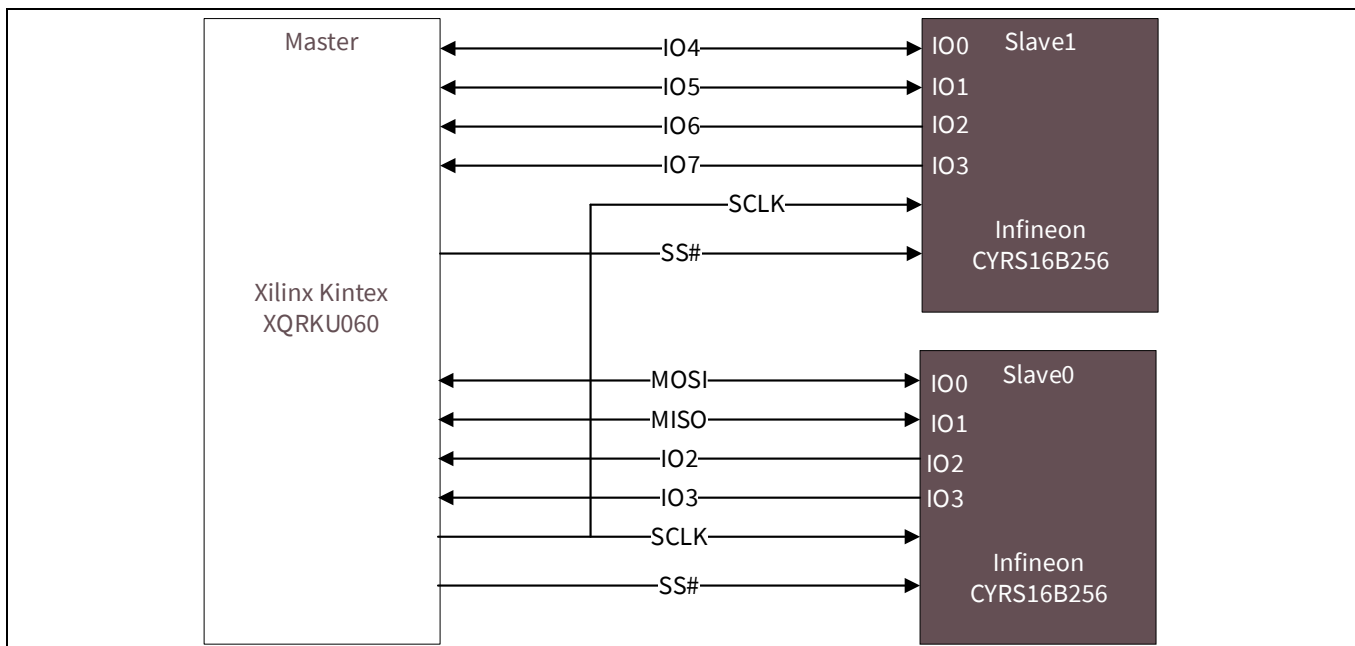 Master
IO4
IO0
Slave1
IO5
IO1
IO6
IO2
IO7
IO3
SCLK
SS#
Infineon
CYRS16B256
Xilinx Kintex
XQRKU060
MOSI
IO0
Slave0
MISO
IO1
IO2
IO2
IO3
IO3
SCLK
SS#
Infineon
CYRS16B256